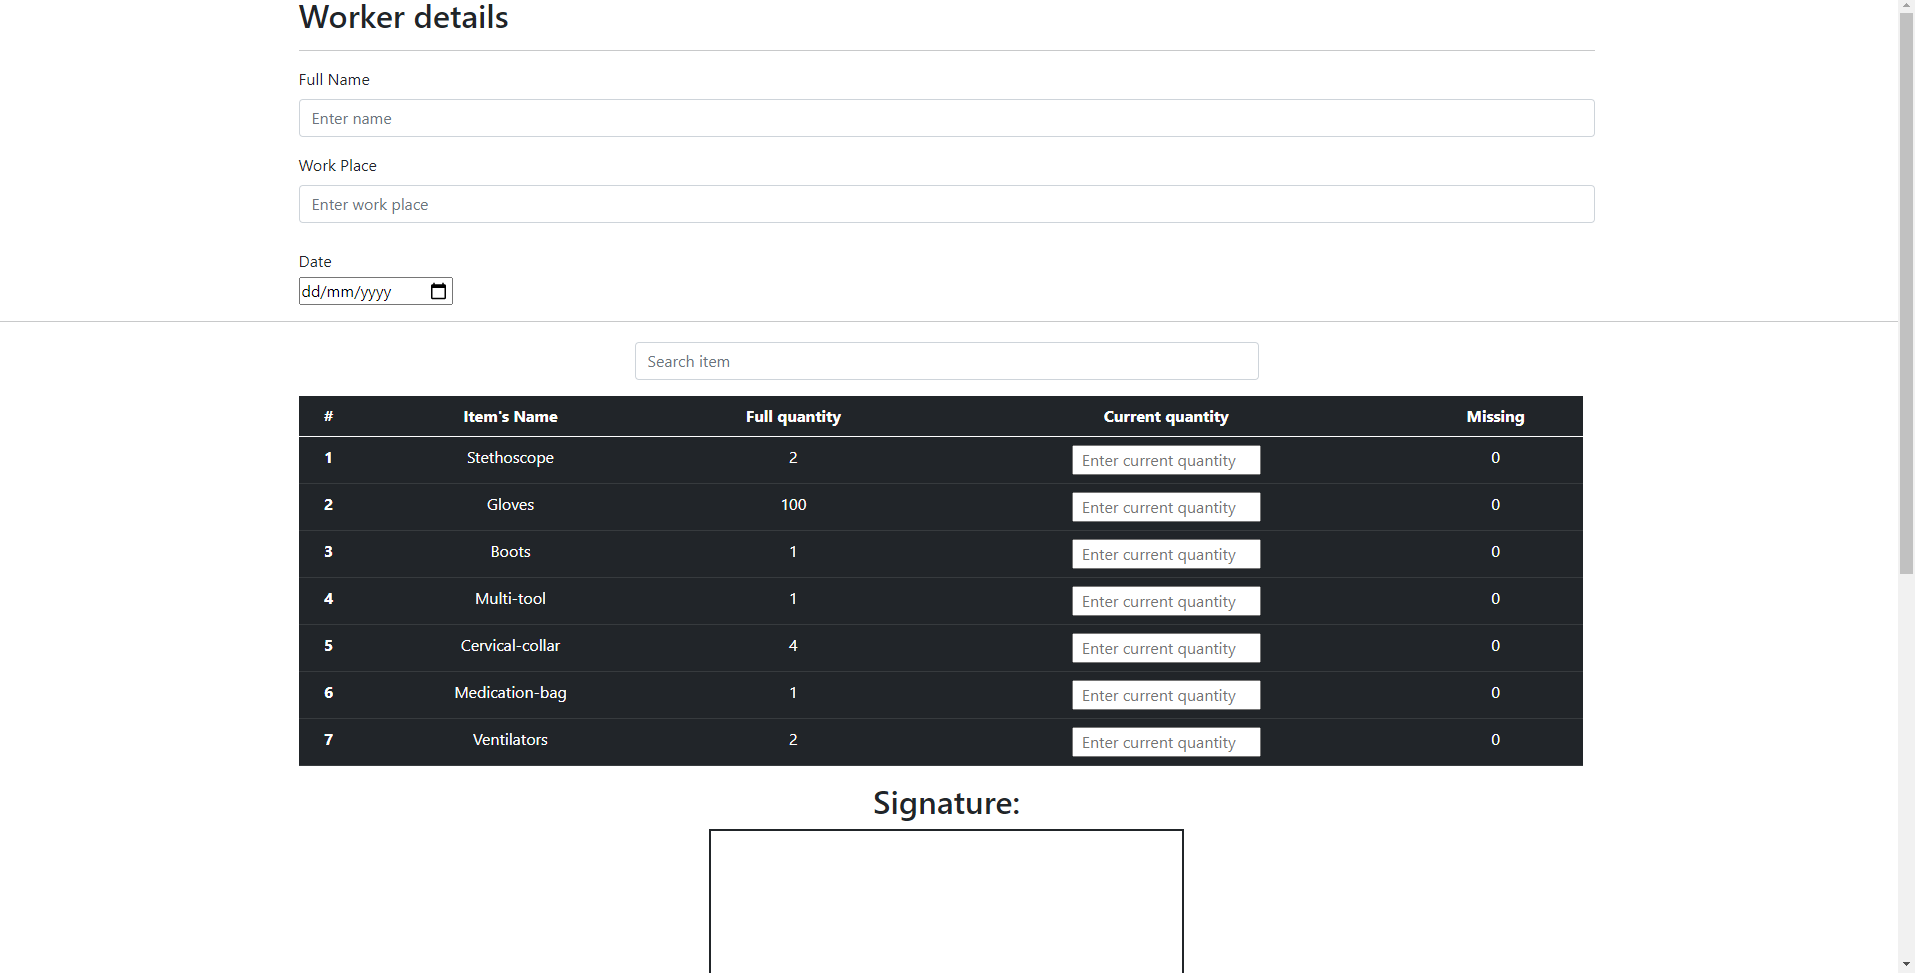 Worker details
Full Name
Enter name
Work Place
Enter work place
Date
dd/mm/yyyy
Search item
# Item's Name Full quantity Current quantity Missing
1 Stethoscope 2 Enter current quantity 0
2 Gloves 100 Enter current quantity 0
3 Boots 1 Enter current quantity 0
4 Multi-tool 1 Enter current quantity 0
5 Cervical-collar 4 Enter current quantity 0
6 Medication-bag 1 Enter current quantity 0
7 Ventilators 2 Enter current quantity 0
Signature: